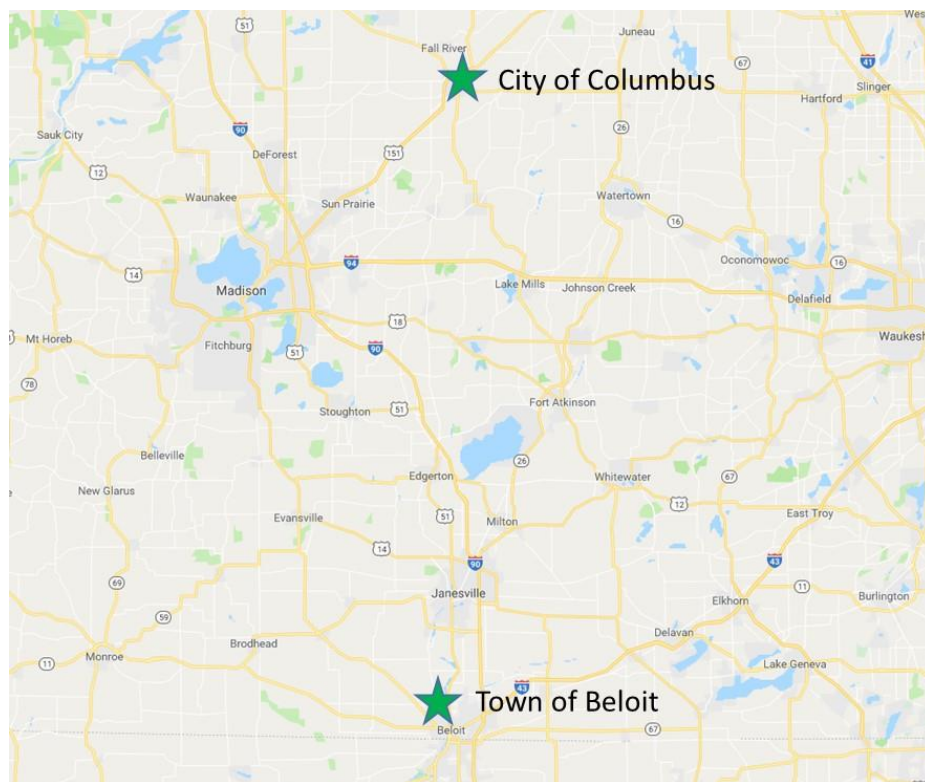 51
Wes
Fall River
Juneau
67
41
City of Columbus
Slinger
Hartford
90
26
Sauk City
151
DeForest
12
Waunakee
Sun Prairie
Watertown
16
94
Oconomowoc
16
14
Madison
Lake Mills
Johnson Creek
Delafield
18
Mt Horeb
Fitchburg
51
90
Waukesh
78
Stoughton
51
Fort Atkinson
Belleville
26
Edgerton
Whitewater
67
New Glarus
12
51
Evansville
Milton
East Troy
14
90
43
69
Janesville
11
Elkhorn
Burlington
59
Brodhead
Delavan
11
Monroe
Lake Geneva
43
Town of Beloit
Beloit
67